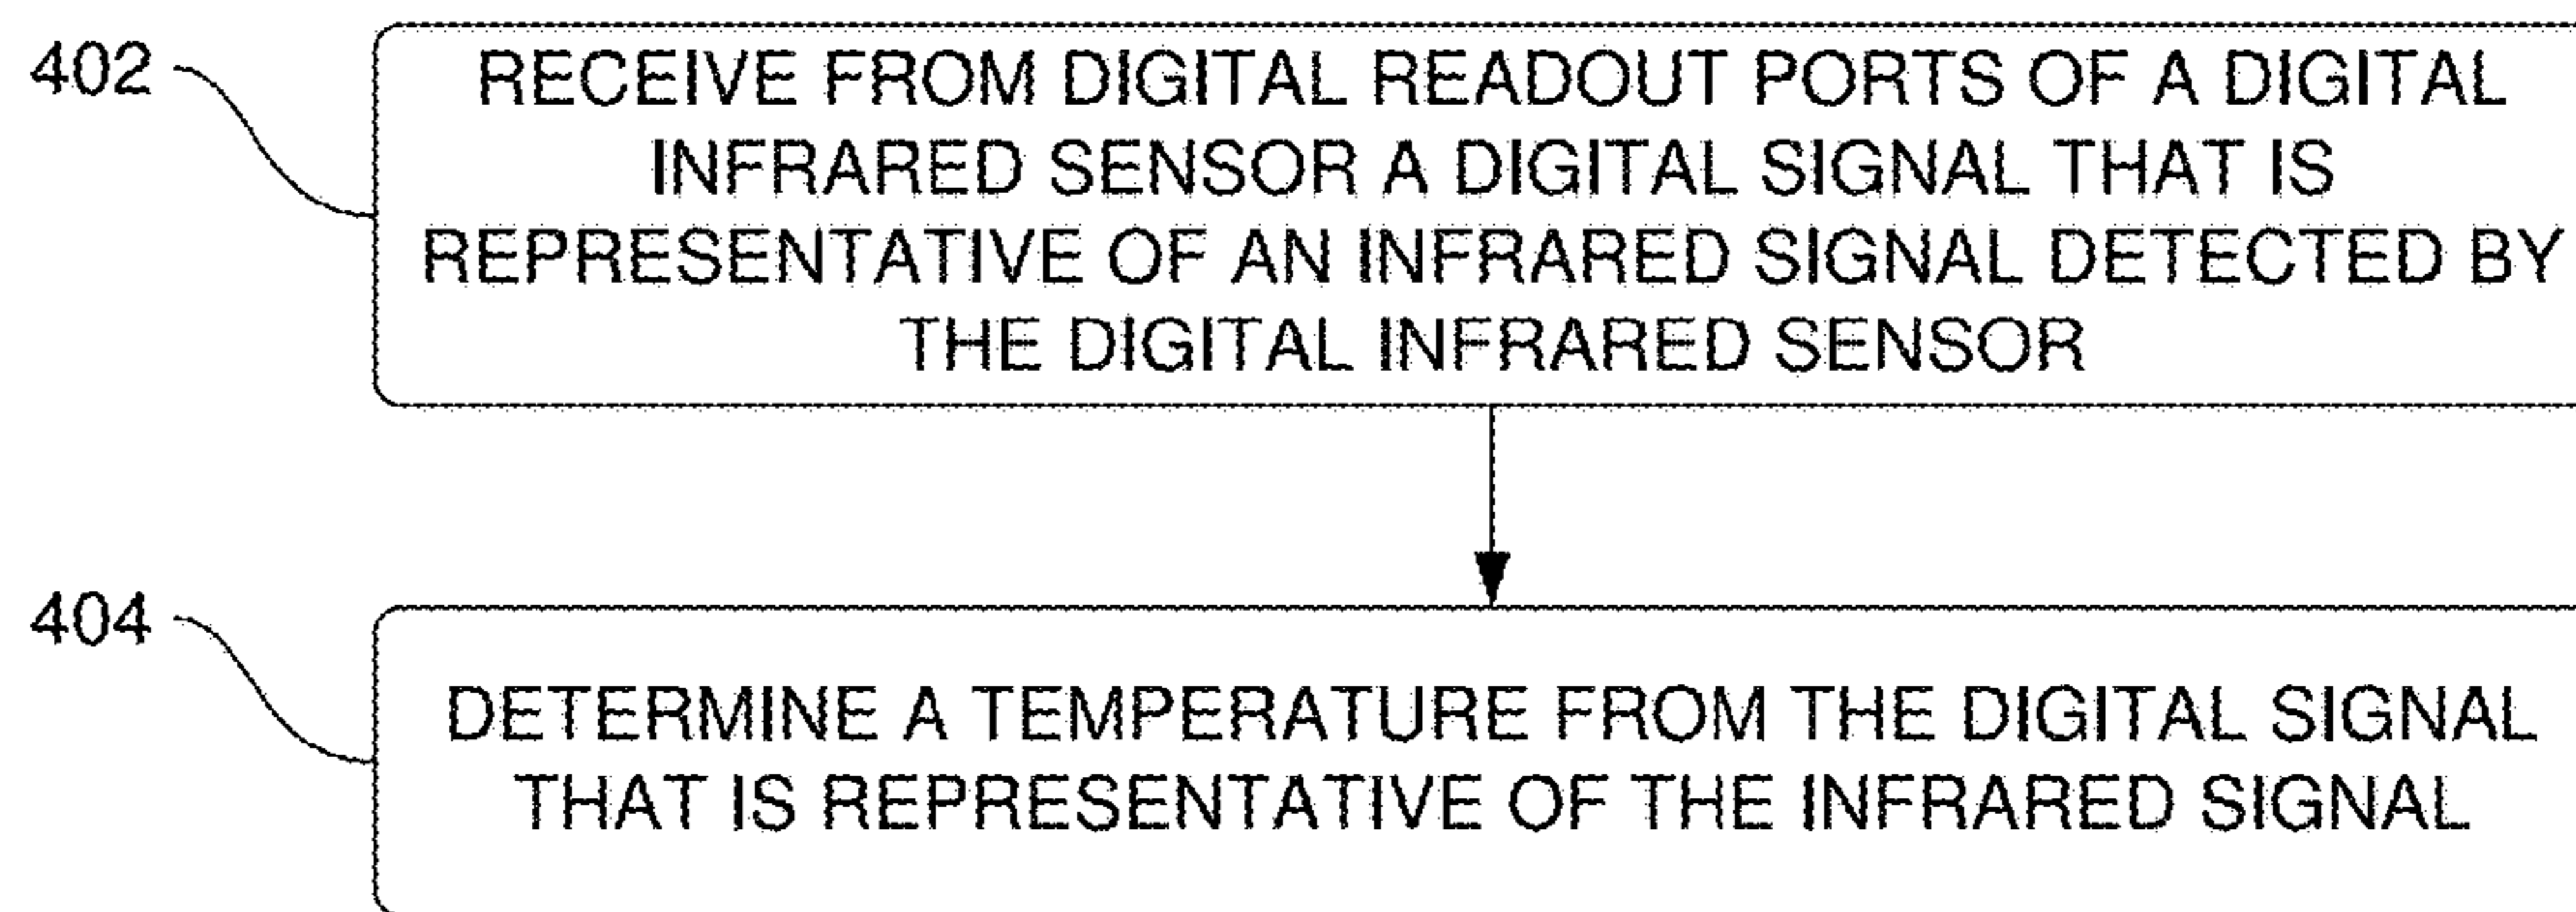 402
RECEIVE FROM DIGITAL READOUT PORTS OF A DIGITAL
INFRARED SENSOR A DIGITAL SIGNAL THAT IS
REPRESENTATIVE OF AN INFRARED SIGNAL DETECTED BY
THE DIGITAL INFRARED SENSOR
404
DETERMINE A TEMPERATURE FROM THE DIGITAL SIGNAL
THAT IS REPRESENTATIVE OF THE INFRARED SIGNAL